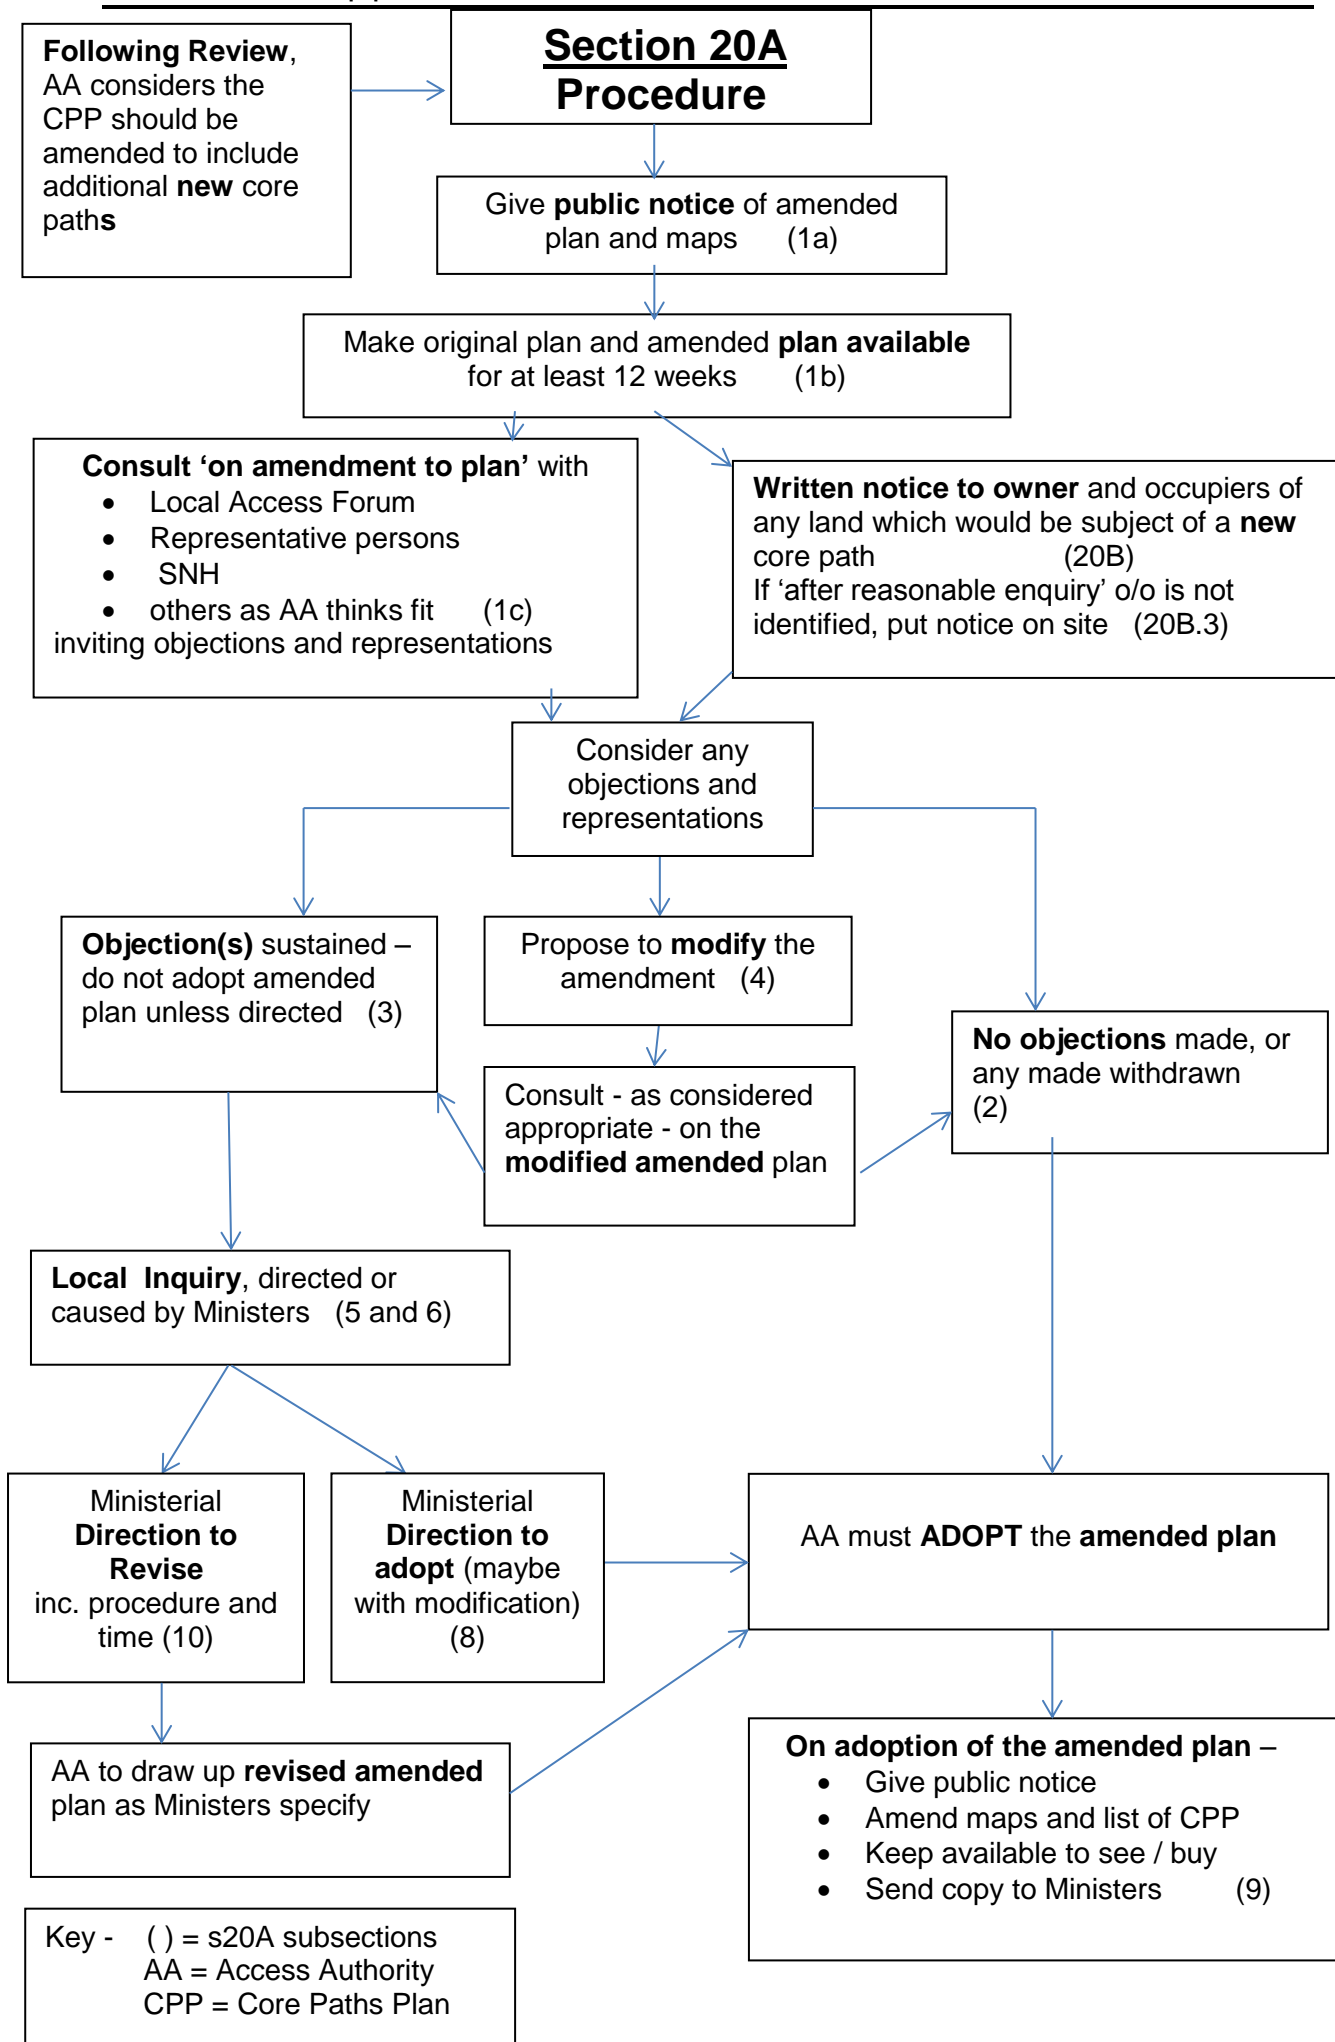 Following Review,
AA considers the
CPP should be
amended to include
additional new core
paths
Section 20A
Procedure
Give public notice of amended
plan and maps (1a)
Make original plan and amended plan available
for at least 12 weeks (1b)
Consult ‘on amendment to plan’ with
• Local Access Forum
• Representative persons
• SNH
• others as AA thinks fit (1c)
inviting objections and representations
Written notice to owner and occupiers of
any land which would be subject of a new
core path (20B)
If ‘after reasonable enquiry’ o/o is not
identified, put notice on site (20B.3)
Consider any
objections and
representations
Objection(s) sustained –
do not adopt amended
plan unless directed (3)
Propose to modify the
amendment (4)
Consult - as considered
appropriate - on the
modified amended plan
No objections made, or
any made withdrawn
(2)
Local Inquiry, directed or
caused by Ministers (5 and 6)
Ministerial
Direction to
Revise
inc. procedure and
time (10)
Ministerial
Direction to
adopt (maybe
with modification)
(8)
AA must ADOPT the amended plan
AA to draw up revised amended
plan as Ministers specify
On adoption of the amended plan –
• Give public notice
• Amend maps and list of CPP
• Keep available to see / buy
• Send copy to Ministers (9)
Key - ( ) = s20A subsections
AA = Access Authority
CPP = Core Paths Plan